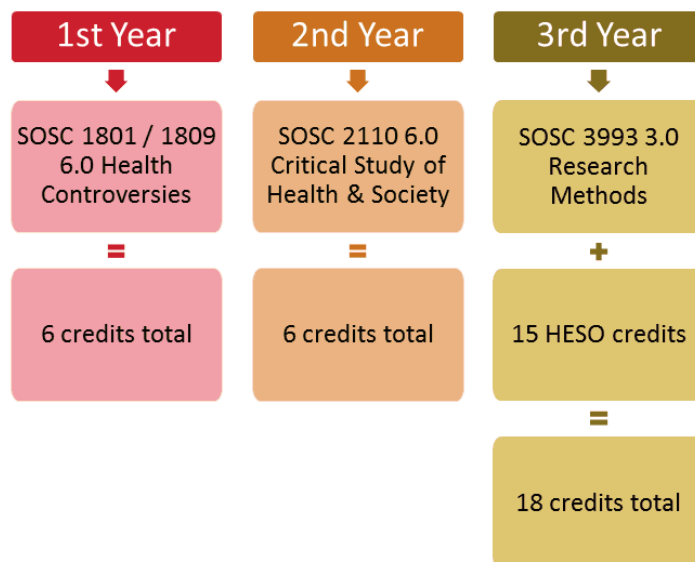 1st Year
SOSC 1801 / 1809
6.0 Health
Controversies
=
6 credits total
2nd Year
SOSC 2110 6.0
Critical Study of
Health & Society
=
6 credits total
3rd Year
SOSC 3993 3.0
Research
Methods
+
15 HESO credits
=
18 credits total